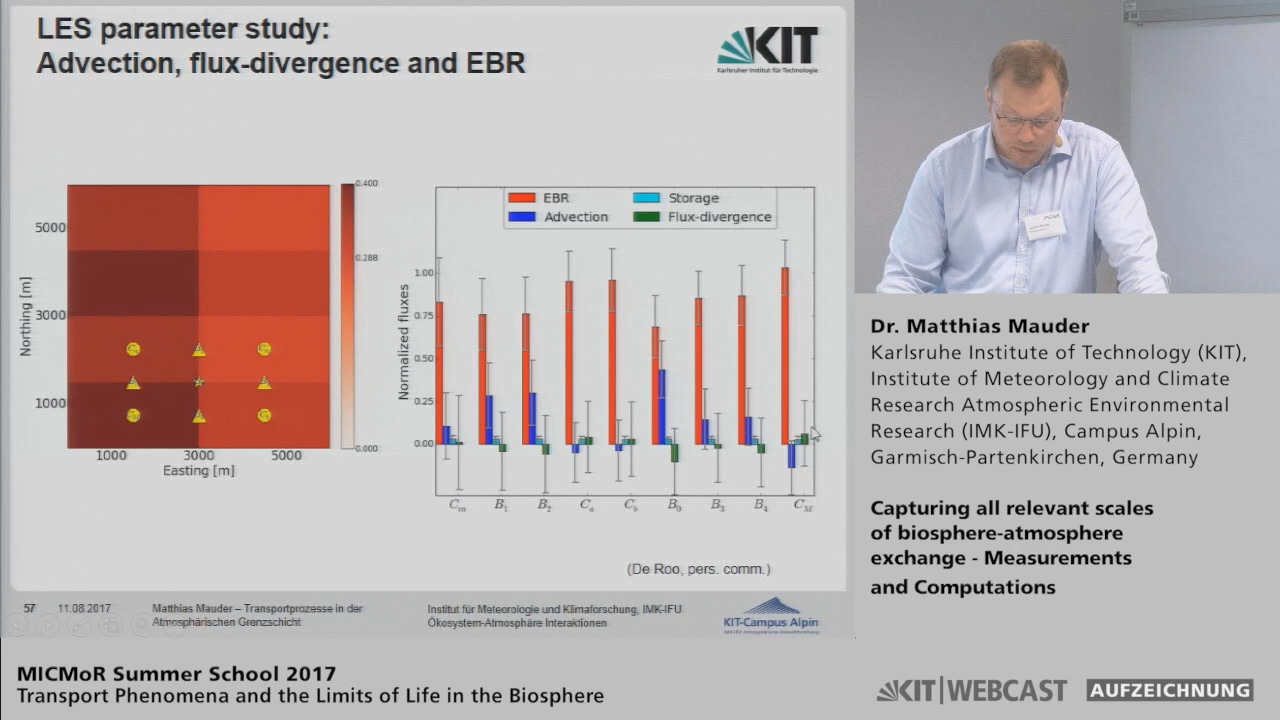 LES parameter study:
Advection, flux-divergence and EBR
KIT
Karlsruher Institut für Technologie
0.400
0.288
0.000
5000
3000
1000
Northing [m]
1000 3000 5000
Easting [m]
EBR
Advection
Storage
Flux-divergence
1.00
0.75
0.50
0.25
0.00
Normalized fluxes
Cm B1 B2 Ca Cb B0 B3 B4 CM
(De Roo, pers. comm.)
57 11.08.2017 Matthias Mauder – Transportprozesse in der
Atmosphärischen Grenzschicht
Institut für Meteorologie und Klimaforschung, IMK-IFU
Ökosystem-Atmosphäre Interaktionen
KIT-Campus Alpin
Dr. Matthias Mauder
Karlsruhe Institute of Technology (KIT),
Institute of Meteorology and Climate
Research Atmospheric Environmental
Research (IMK-IFU), Campus Alpin,
Garmisch-Partenkirchen, Germany
Capturing all relevant scales
of biosphere-atmosphere
exchange - Measurements
and Computations
MICMoR Summer School 2017
Transport Phenomena and the Limits of Life in the Biosphere
KIT|WEBCAST AUFZEICHNUNG